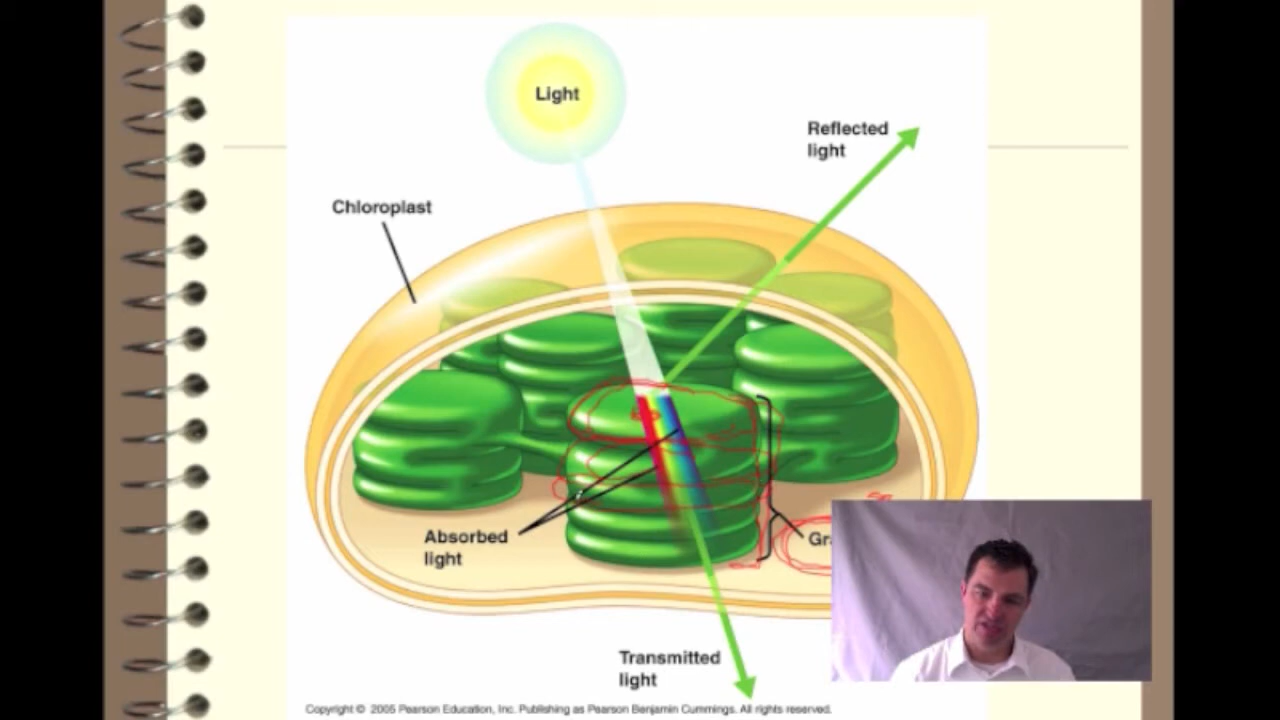 Light
Reflected
light
Chloroplast
Absorbed
light
Transmitted
light
Copyright © 2005 Pearson Education, Inc. Publishing as Pearson Benjamin Cummings. All rights reserved.